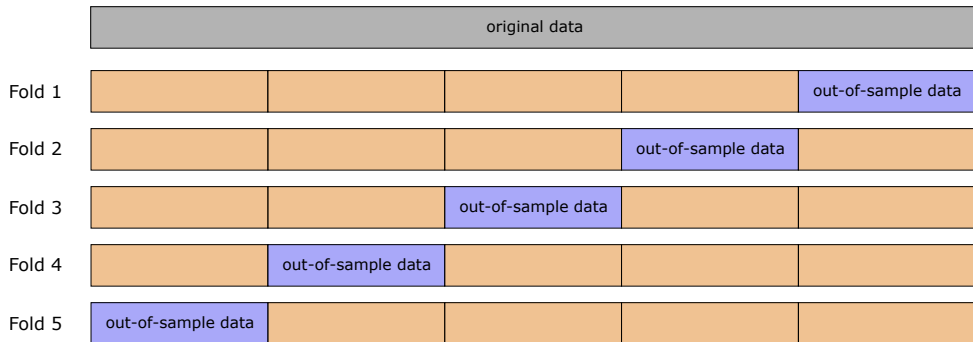 original data
Fold 1
out-of-sample data
Fold 2
out-of-sample data
Fold 3
out-of-sample data
Fold 4
out-of-sample data
Fold 5
out-of-sample data